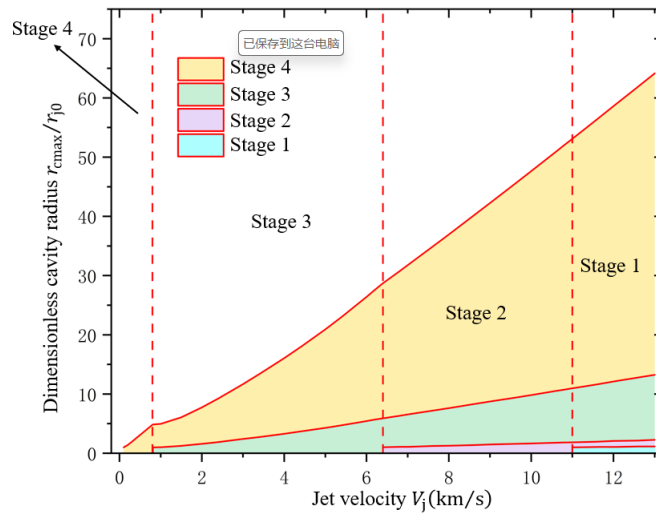 Stage 4
已保存到这台电脑
Stage 4
Stage 3
Stage 2
Stage 1
Stage 3
Stage 2
Stage 1
70
60
50
40
30
20
10
0
0 2 4 6 8 10 12
Dimensionless cavity radius r_cmax/r_j0
Jet velocity V_j(km/s)